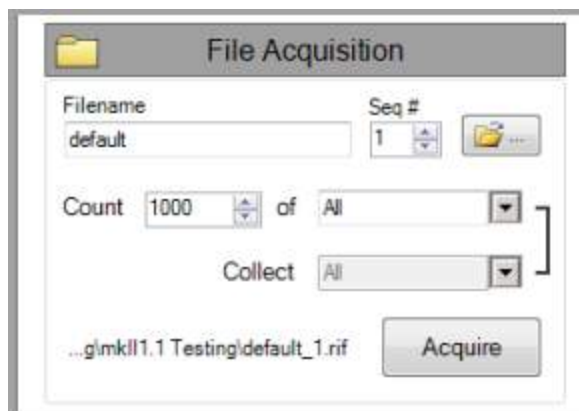 File Acquisition
Filename Seq #
default 1 ...
Count 1000 of All
Collect All
...g\mkII1.1 Testing\default_1.rif Acquire